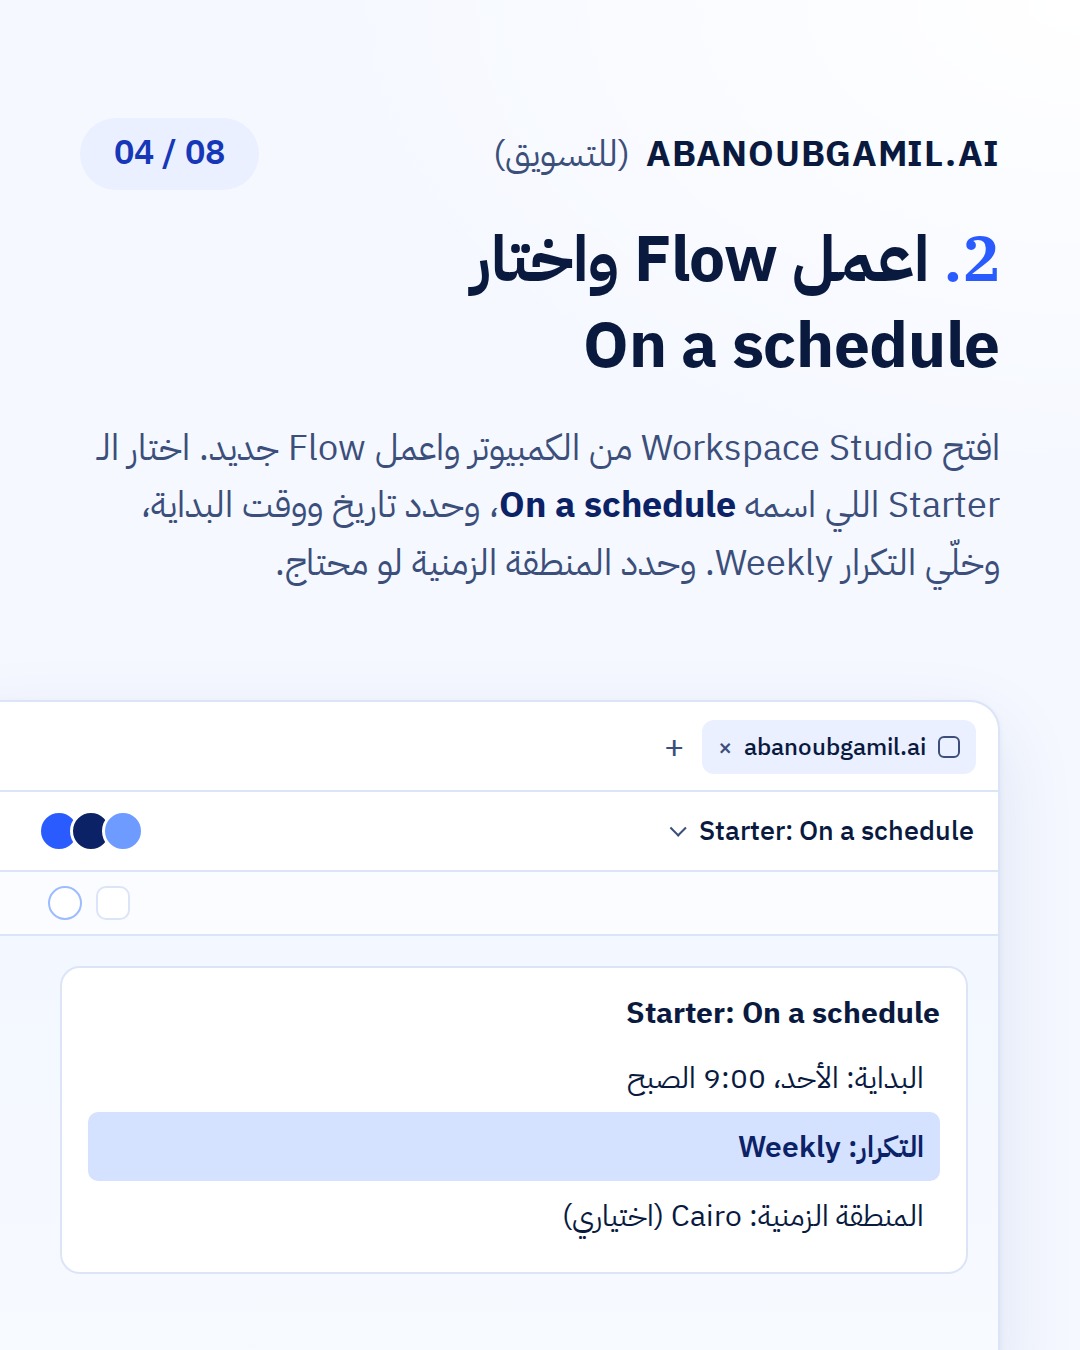 ABANOUBGAMIL.AI (للتسويق)
04 / 08
2. اعمل Flow واختار
On a schedule
افتح Workspace Studio من الكمبيوتر واعمل Flow جديد. اختار الـ
Starter اللي اسمه On a schedule، وحدد تاريخ ووقت البداية،
وخلّي التكرار Weekly. وحدد المنطقة الزمنية لو محتاج.
abanoubgamil.ai × +
Starter: On a schedule
Starter: On a schedule
البداية: الأحد، 9:00 الصبح
التكرار: Weekly
المنطقة الزمنية: Cairo (اختياري)